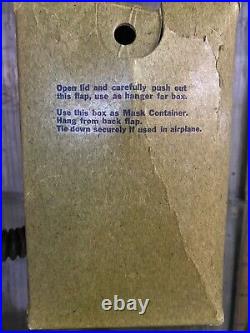 Open lid and carefully push out
this flap, use as hanger for box.
Use this box as Mask Container.
Hang from back flap.
Tie down securely if used in airplane.